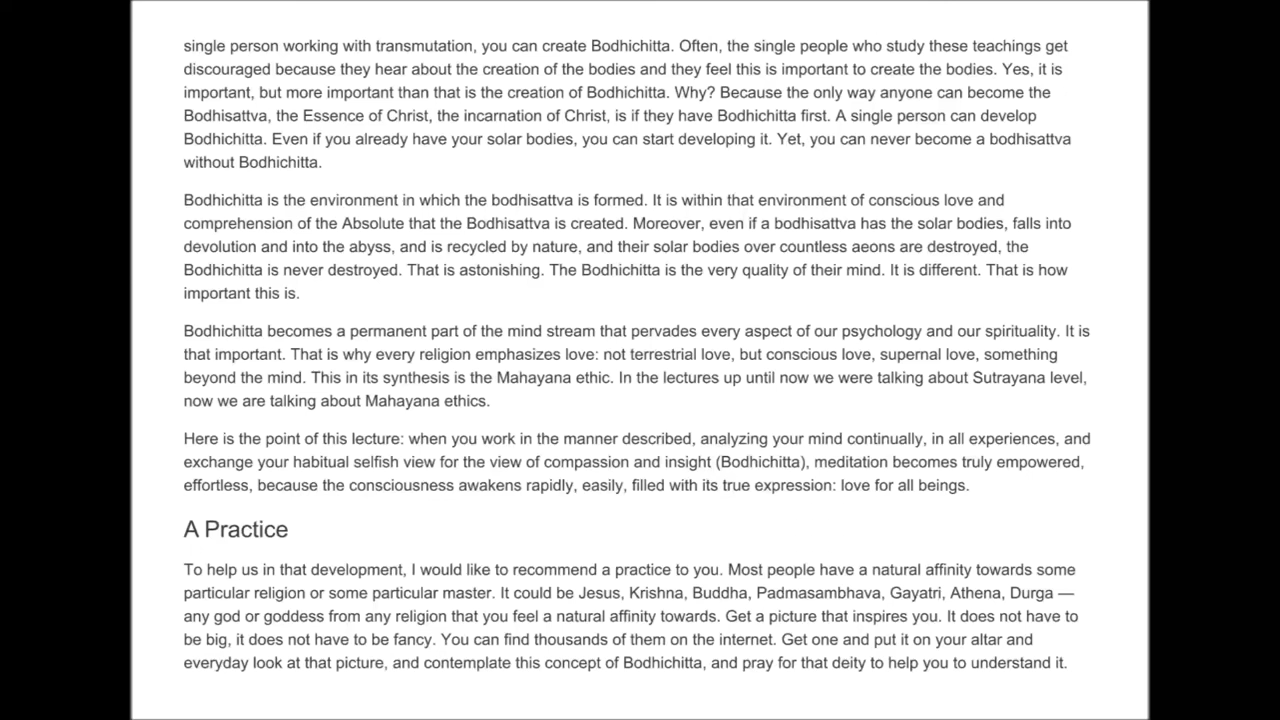 single person working with transmutation, you can create Bodhichitta. Often, the single people who study these teachings get
discouraged because they hear about the creation of the bodies and they feel this is important to create the bodies. Yes, it is
important, but more important than that is the creation of Bodhichitta. Why? Because the only way anyone can become the
Bodhisattva, the Essence of Christ, the incarnation of Christ, is if they have Bodhichitta first. A single person can develop
Bodhichitta. Even if you already have your solar bodies, you can start developing it. Yet, you can never become a bodhisattva
without Bodhichitta.
Bodhichitta is the environment in which the bodhisattva is formed. It is within that environment of conscious love and
comprehension of the Absolute that the Bodhisattva is created. Moreover, even if a bodhisattva has the solar bodies, falls into
devolution and into the abyss, and is recycled by nature, and their solar bodies over countless aeons are destroyed, the
Bodhichitta is never destroyed. That is astonishing. The Bodhichitta is the very quality of their mind. It is different. That is how
important this is.
Bodhichitta becomes a permanent part of the mind stream that pervades every aspect of our psychology and our spirituality. It is
that important. That is why every religion emphasizes love: not terrestrial love, but conscious love, supernal love, something
beyond the mind. This in its synthesis is the Mahayana ethic. In the lectures up until now we were talking about Sutrayana level,
now we are talking about Mahayana ethics.
Here is the point of this lecture: when you work in the manner described, analyzing your mind continually, in all experiences, and
exchange your habitual selfish view for the view of compassion and insight (Bodhichitta), meditation becomes truly empowered,
effortless, because the consciousness awakens rapidly, easily, filled with its true expression: love for all beings.
A Practice
To help us in that development, I would like to recommend a practice to you. Most people have a natural affinity towards some
particular religion or some particular master. It could be Jesus, Krishna, Buddha, Padmasambhava, Gayatri, Athena, Durga —
any god or goddess from any religion that you feel a natural affinity towards. Get a picture that inspires you. It does not have to
be big, it does not have to be fancy. You can find thousands of them on the internet. Get one and put it on your altar and
everyday look at that picture, and contemplate this concept of Bodhichitta, and pray for that deity to help you to understand it.